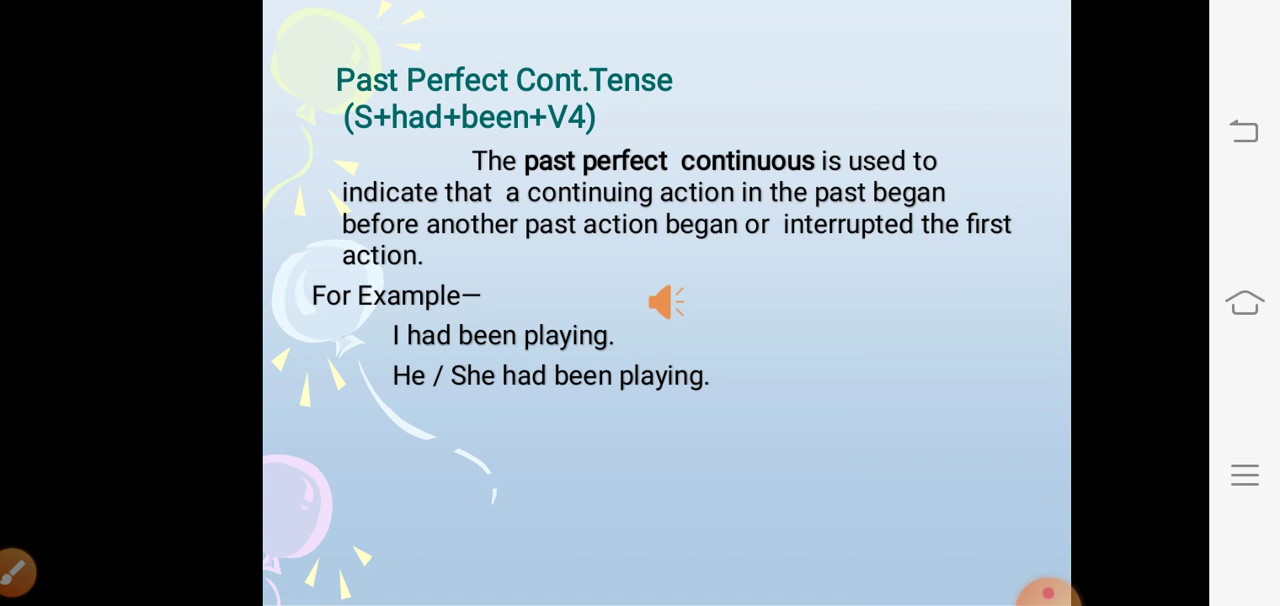 Past Perfect Cont.Tense
(S+had+been+V4)
The past perfect continuous is used to
indicate that a continuing action in the past began
before another past action began or interrupted the first
action.
For Example—
I had been playing.
He / She had been playing.